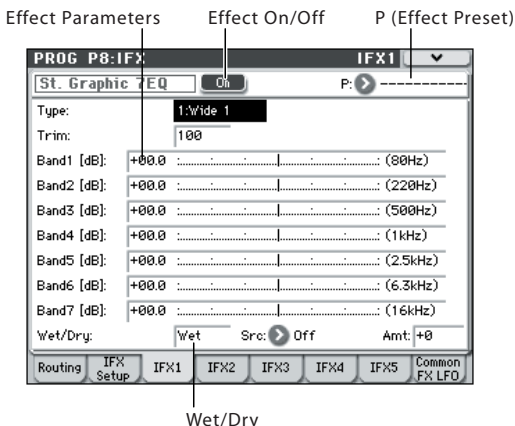 Effect Parameters Effect On/Off P (Effect Preset)
PROG P8:IFX IFX1
St. Graphic 7EQ On P: ----------
Type: 1:Wide 1
Trim: 100
Band1 [dB]: +00.0 (80Hz)
Band2 [dB]: +00.0 (220Hz)
Band3 [dB]: +00.0 (500Hz)
Band4 [dB]: +00.0 (1kHz)
Band5 [dB]: +00.0 (2.5kHz)
Band6 [dB]: +00.0 (6.3kHz)
Band7 [dB]: +00.0 (16kHz)
Wet/Dry: Wet Src: Off Amt: +0
Routing IFX Setup IFX1 IFX2 IFX3 IFX4 IFX5 Common FX LFO
Wet/Dry